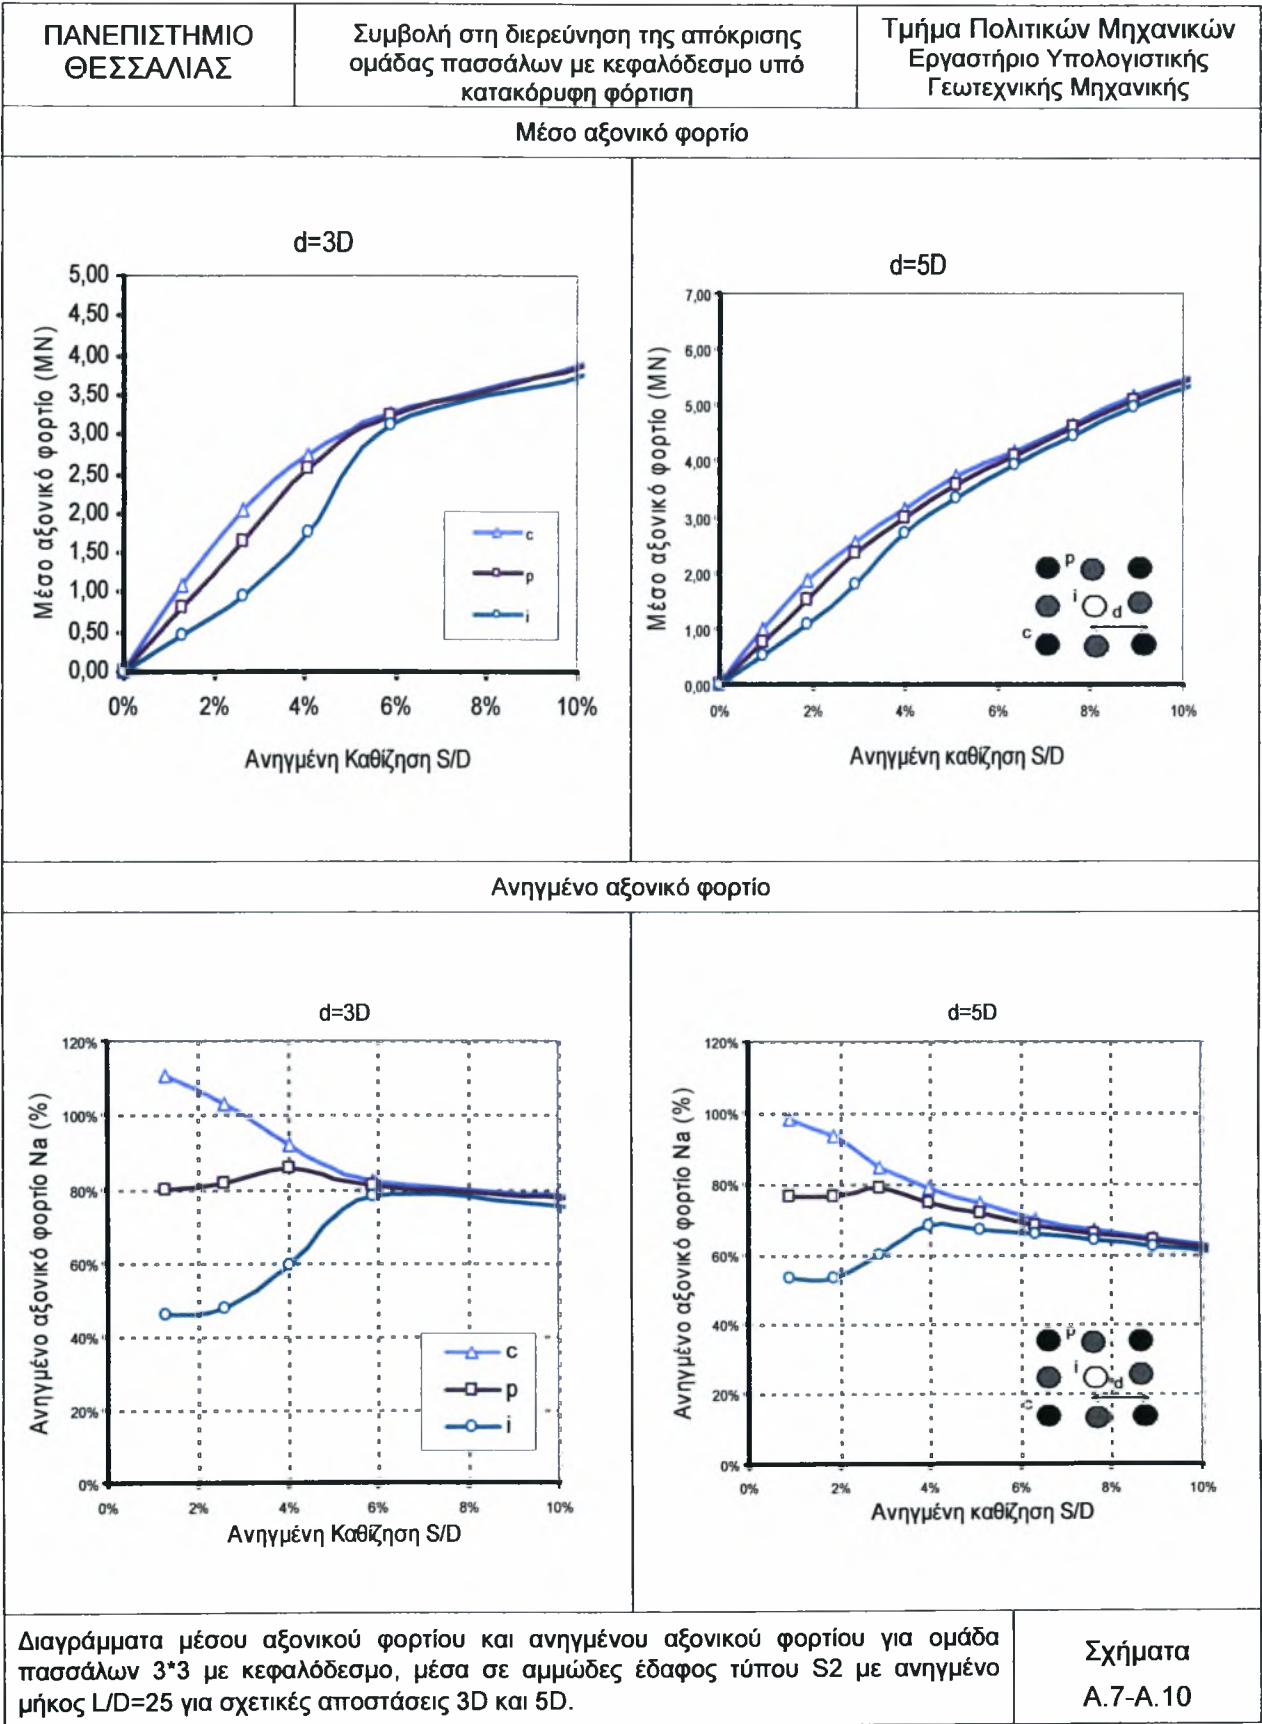 ΠΑΝΕΠΙΣΤΗΜΙΟ
ΘΕΣΣΑΛΙΑΣ
Συμβολή στη διερεύνηση της απόκρισης
ομάδας πασσάλων με κεφαλόδεσμο υπό
κατακόρυφη φόρτιση
Τμήμα Πολιτικών Μηχανικών
Εργαστήριο Υπολογιστικής
Γεωτεχνικής Μηχανικής
Μέσο αξονικό φορτίο
d=3D
Μέσο αξονικό φορτίο (MN)
5,00
4,50
4,00
3,50
3,00
2,50
2,00
1,50
1,00
0,50
0,00
0%
2%
4%
6%
8%
10%
c
p
i
Ανηγμένη Καθίζηση S/D
d=5D
Μέσο αξονικό φορτίο (MN)
7,00
6,00
5,00
4,00
3,00
2,00
1,00
0,00
0%
2%
4%
6%
8%
10%
p
i
d
c
Ανηγμένη καθίζηση S/D
Ανηγμένο αξονικό φορτίο
d=3D
Ανηγμένο αξονικό φορτίο Na (%)
120%
100%
80%
60%
40%
20%
0%
0%
2%
4%
6%
8%
10%
c
p
i
Ανηγμένη Καθίζηση S/D
d=5D
Ανηγμένο αξονικό φορτίο Na (%)
120%
100%
80%
60%
40%
20%
0%
0%
2%
4%
6%
8%
10%
p
i
d
c
Ανηγμένη καθίζηση S/D
Διαγράμματα μέσου αξονικού φορτίου και ανηγμένου αξονικού φορτίου για ομάδα
πασσάλων 3*3 με κεφαλόδεσμο, μέσα σε αμμώδες έδαφος τύπου S2 με ανηγμένο
μήκος L/D=25 για σχετικές αποστάσεις 3D και 5D.
Σχήματα
Α.7-Α.10